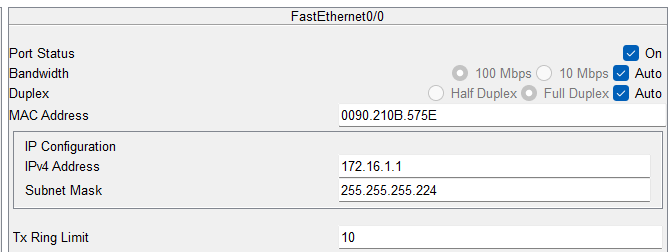 FastEthernet0/0
Port Status On
Bandwidth 100 Mbps 10 Mbps Auto
Duplex Half Duplex Full Duplex Auto
MAC Address 0090.210B.575E
IP Configuration
IPv4 Address 172.16.1.1
Subnet Mask 255.255.255.224
Tx Ring Limit 10